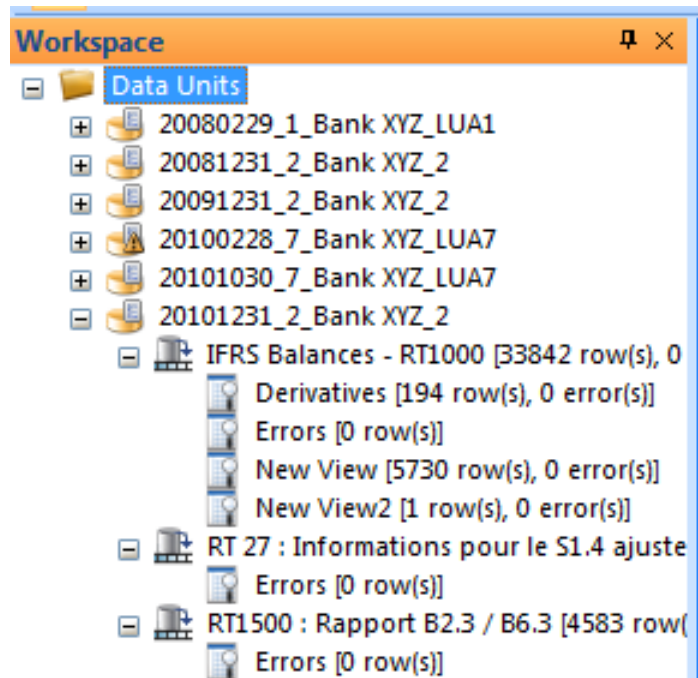 Workspace
Data Units
20080229_1_Bank XYZ_LUA1
20081231_2_Bank XYZ_2
20091231_2_Bank XYZ_2
20100228_7_Bank XYZ_LUA7
20101030_7_Bank XYZ_LUA7
20101231_2_Bank XYZ_2
IFRS Balances - RT1000 [33842 row(s), 0
Derivatives [194 row(s), 0 error(s)]
Errors [0 row(s)]
New View [5730 row(s), 0 error(s)]
New View2 [1 row(s), 0 error(s)]
RT 27 : Informations pour le S1.4 ajuste
Errors [0 row(s)]
RT1500 : Rapport B2.3 / B6.3 [4583 row(
Errors [0 row(s)]